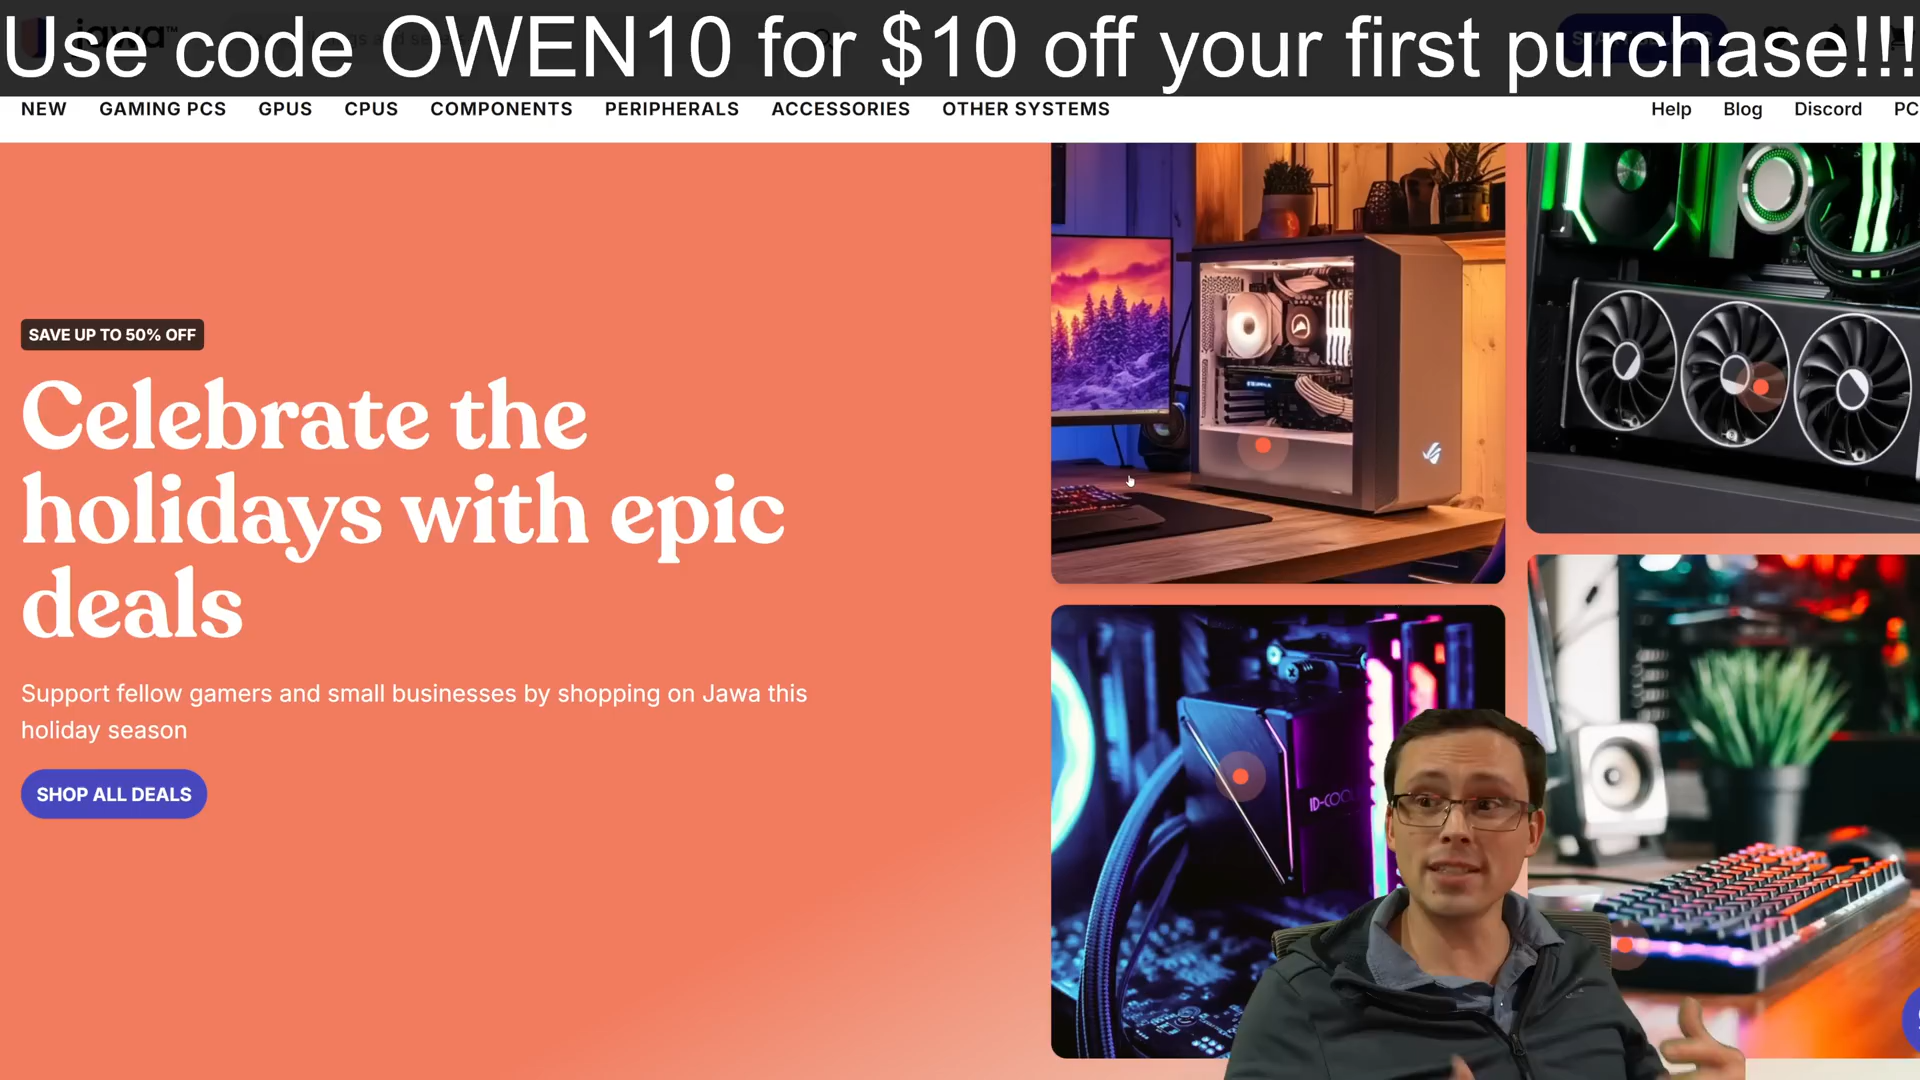 Use code OWEN10 for $10 off your first purchase!!!
NEW GAMING PCS GPUS CPUS COMPONENTS PERIPHERALS ACCESSORIES OTHER SYSTEMS Help Blog Discord PC
SAVE UP TO 50% OFF
Celebrate the
holidays with epic
deals
Support fellow gamers and small businesses by shopping on Jawa this
holiday season
SHOP ALL DEALS